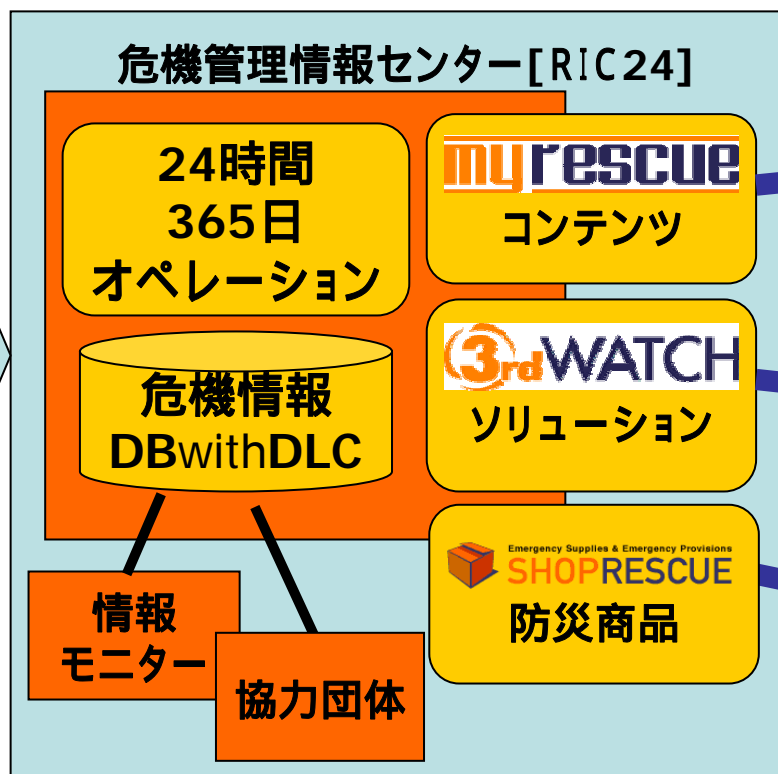 危機管理情報センター[RIC24]
24時間
365日
オペレーション
危機情報
DBwithDLC
情報
モニター
協力団体
myrescue
コンテンツ
3rdWATCH
ソリューション
Emergency Supplies & Emergency Provisions
SHOPRESCUE
防災商品